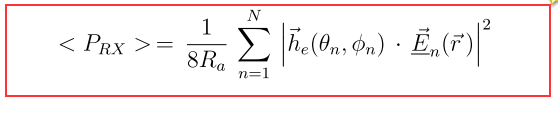 $< P_{RX} > = \frac{1}{8R_a} \sum_{n=1}^{N} \left| \vec{h}_e(\theta_n, \phi_n) \cdot \underline{\vec{E}}_n(\vec{r}) \right|^2$